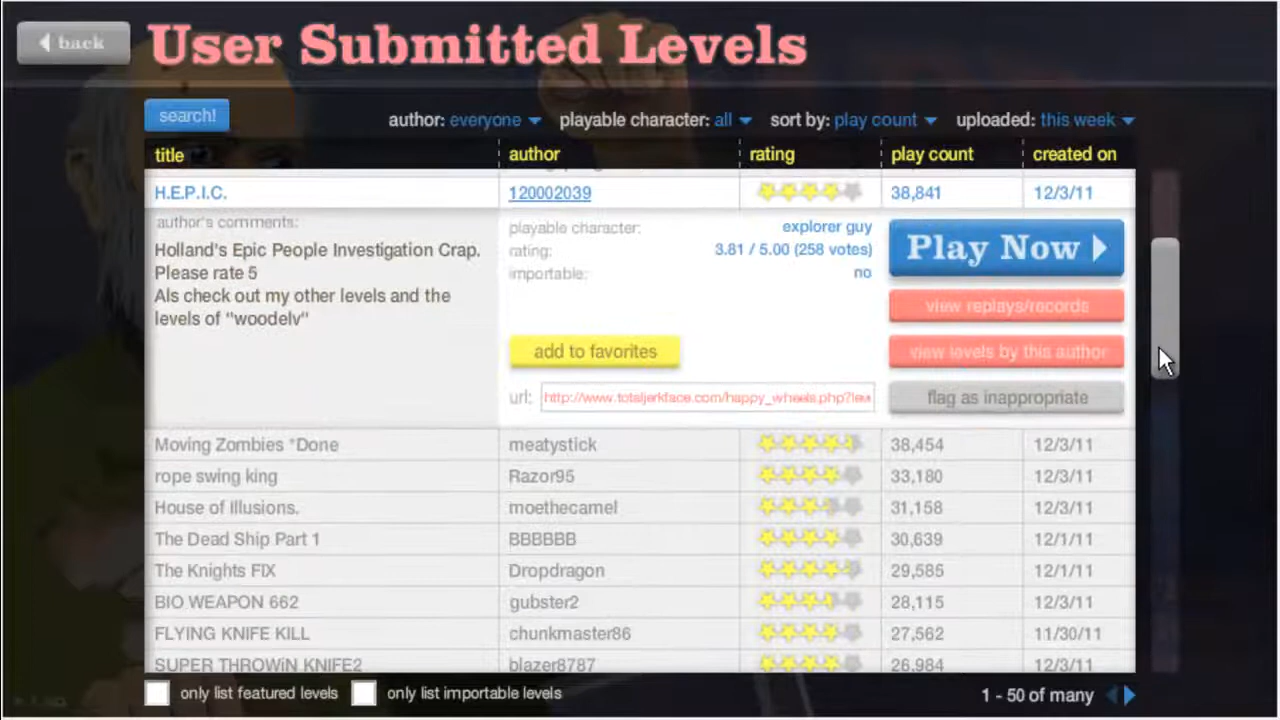 back
User Submitted Levels
search!
author: everyone playable character: all sort by: play count uploaded: this week
title author rating play count created on
H.E.P.I.C. 120002039 38,841 12/3/11
author's comments:
Holland's Epic People Investigation Crap.
Please rate 5
Als check out my other levels and the
levels of "woodelv"
playable character: explorer guy
rating: 3.81 / 5.00 (258 votes)
importable: no
add to favorites
url: http://www.totaljerkface.com/happy_wheels.php?lev
Play Now
view replays/records
view levels by this author
flag as inappropriate
Moving Zombies *Done meatystick 38,454 12/3/11
rope swing king Razor95 33,180 12/3/11
House of Illusions. moethecamel 31,158 12/3/11
The Dead Ship Part 1 BBBBBB 30,639 12/1/11
The Knights FIX Dropdragon 29,585 12/1/11
BIO WEAPON 662 gubster2 28,115 12/3/11
FLYING KNIFE KILL chunkmaster86 27,562 11/30/11
SUPER THROWiN KNIFE2 blazer8787 26,984 12/3/11
only list featured levels only list importable levels 1 - 50 of many